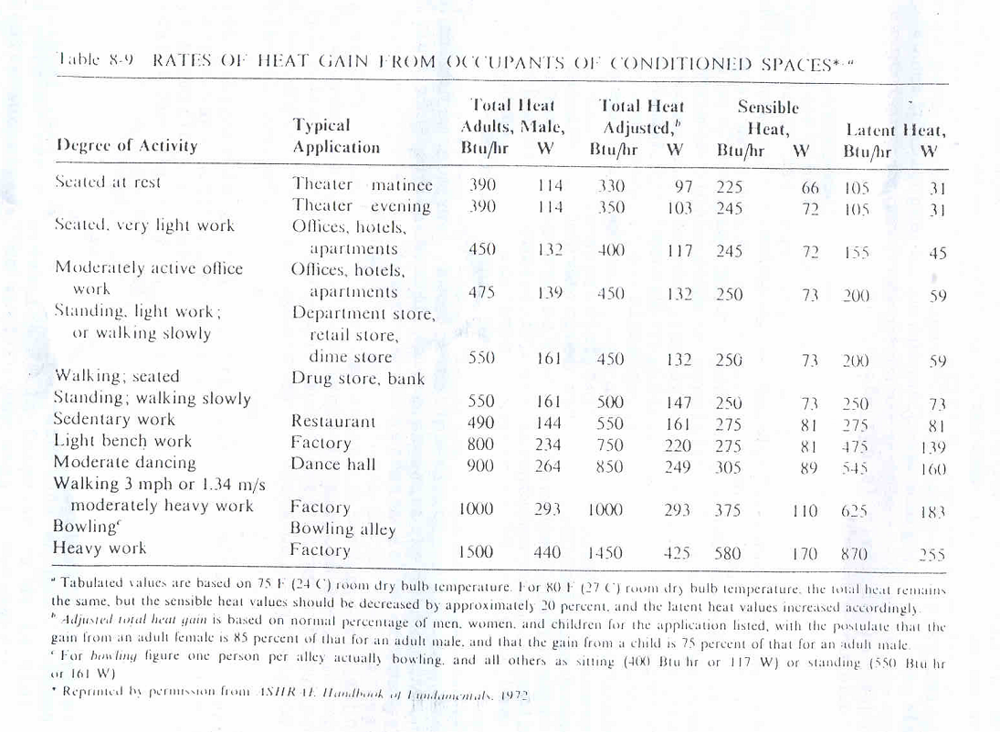 Table 8-9 RATES OF HEAT GAIN FROM OCCUPANTS OF CONDITIONED SPACES*,a
Total Heat Total Heat Sensible
Typical Adults, Male, Adjusted,b Heat, Latent Heat,
Degree of Activity Application Btu/hr W Btu/hr W Btu/hr W Btu/hr W
Seated at rest Theater matinee 390 114 330 97 225 66 105 31
Theater evening 390 114 350 103 245 72 105 31
Seated, very light work Offices, hotels,
apartments 450 132 400 117 245 72 155 45
Moderately active office Offices, hotels,
work apartments 475 139 450 132 250 73 200 59
Standing, light work; Department store,
or walking slowly retail store,
dime store 550 161 450 132 250 73 200 59
Walking; seated Drug store, bank
Standing; walking slowly 550 161 500 147 250 73 250 73
Sedentary work Restaurant 490 144 550 161 275 81 275 81
Light bench work Factory 800 234 750 220 275 81 475 139
Moderate dancing Dance hall 900 264 850 249 305 89 545 160
Walking 3 mph or 1.34 m/s
moderately heavy work Factory 1000 293 1000 293 375 110 625 183
Bowlingc Bowling alley
Heavy work Factory 1500 440 1450 425 580 170 870 255
a Tabulated values are based on 75 F (24 C) room dry bulb temperature. For 80 F (27 C) room dry bulb temperature, the total heat remains
the same, but the sensible heat values should be decreased by approximately 20 percent, and the latent heat values increased accordingly.
b Adjusted total heat gain is based on normal percentage of men, women, and children for the application listed, with the postulate that the
gain from an adult female is 85 percent of that for an adult male, and that the gain from a child is 75 percent of that for an adult male.
c For bowling figure one person per alley actually bowling, and all others as sitting (400 Btu hr or 117 W) or standing (550 Btu hr
or 161 W)
* Reprinted by permission from ASHRAE Handbook of Fundamentals, 1972